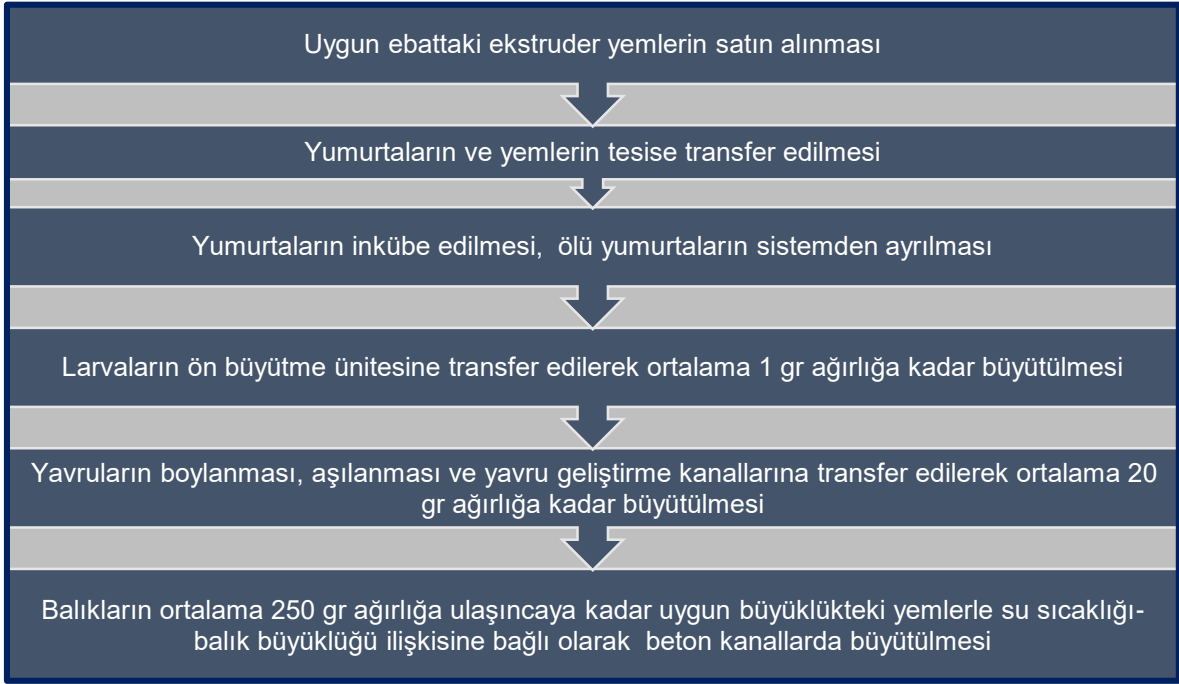 Uygun ebattaki ekstruder yemlerin satın alınması
Yumurtaların ve yemlerin tesise transfer edilmesi
Yumurtaların inkübe edilmesi,  ölü yumurtaların sistemden ayrılması
Larvaların ön büyütme ünitesine transfer edilerek ortalama 1 gr ağırlığa kadar büyütülmesi
Yavruların boylanması, aşılanması ve yavru geliştirme kanallarına transfer edilerek ortalama 20
gr ağırlığa kadar büyütülmesi
Balıkların ortalama 250 gr ağırlığa ulaşıncaya kadar uygun büyüklükteki yemlerle su sıcaklığı-
balık büyüklüğü ilişkisine bağlı olarak  beton kanallarda büyütülmesi